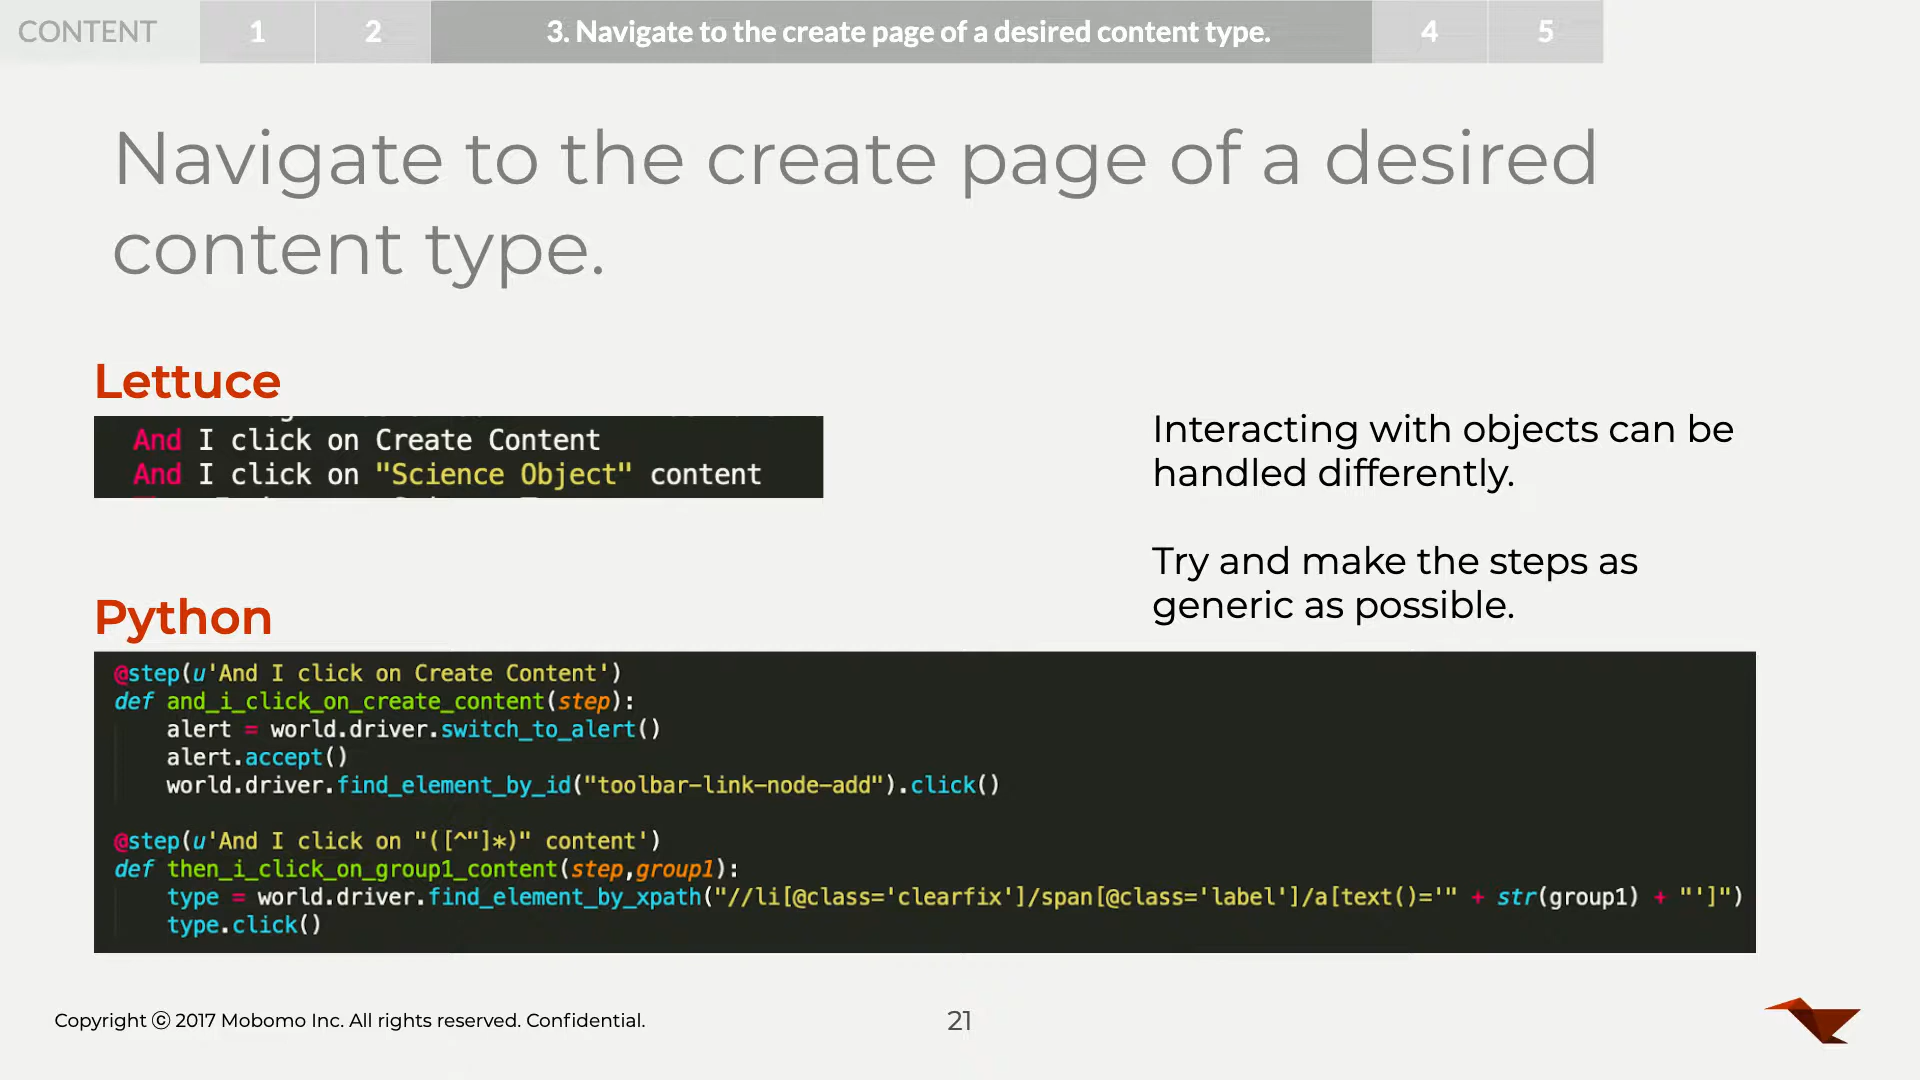 CONTENT 1 2 3. Navigate to the create page of a desired content type. 4 5
Navigate to the create page of a desired
content type.
Lettuce
And I click on Create Content
And I click on "Science Object" content
Interacting with objects can be
handled differently.
Try and make the steps as
generic as possible.
Python
@step(u'And I click on Create Content')
def and_i_click_on_create_content(step):
    alert = world.driver.switch_to_alert()
    alert.accept()
    world.driver.find_element_by_id("toolbar-link-node-add").click()
@step(u'And I click on "([^"]*)" content')
def then_i_click_on_group1_content(step,group1):
    type = world.driver.find_element_by_xpath("//li[@class='clearfix']/span[@class='label']/a[text()='" + str(group1) + "']")
    type.click()
Copyright ⓒ 2017 Mobomo Inc. All rights reserved. Confidential.
21